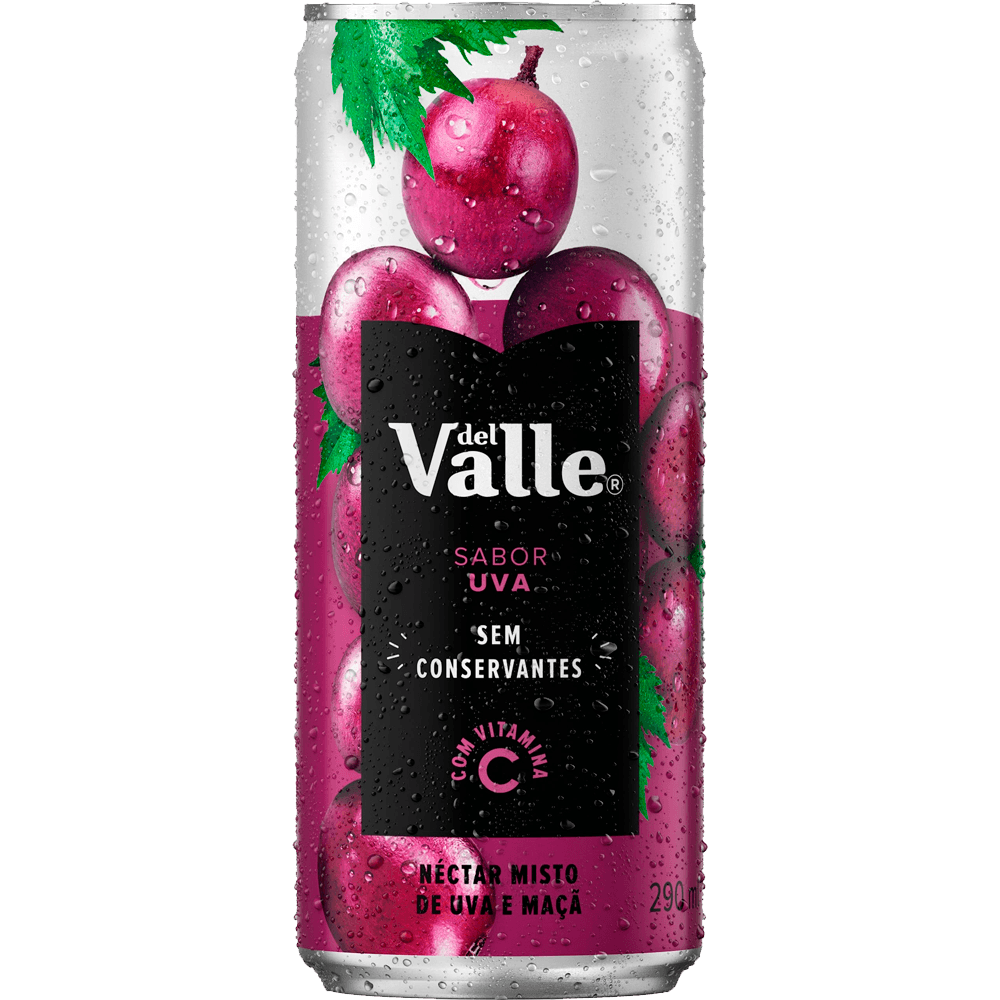 del
Valle®
SABOR
UVA
SEM
CONSERVANTES
COM VITAMINA
C
NÉCTAR MISTO
DE UVA E MAÇÃ
290 m